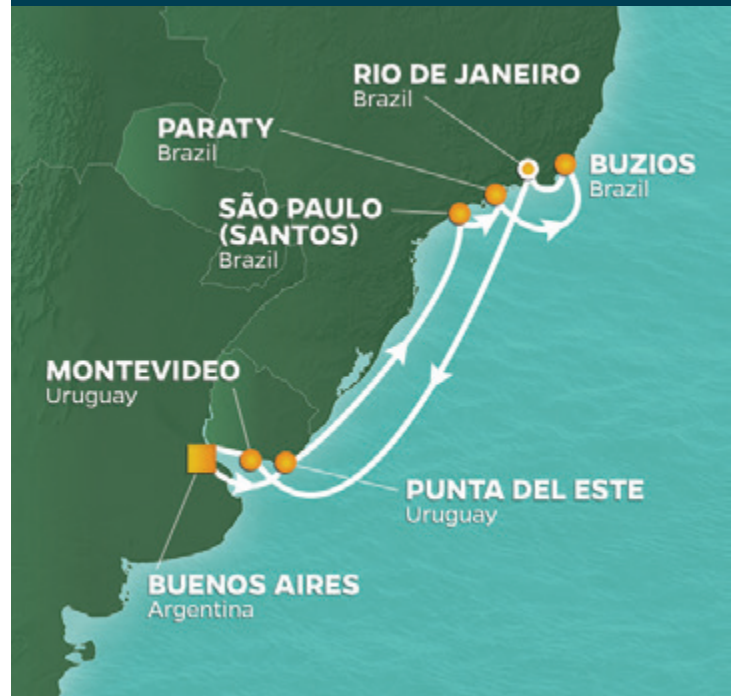 RIO DE JANEIRO
Brazil
PARATY
Brazil
BUZIOS
Brazil
SÃO PAULO
(SANTOS)
Brazil
MONTEVIDEO
Uruguay
PUNTA DEL ESTE
Uruguay
BUENOS AIRES
Argentina